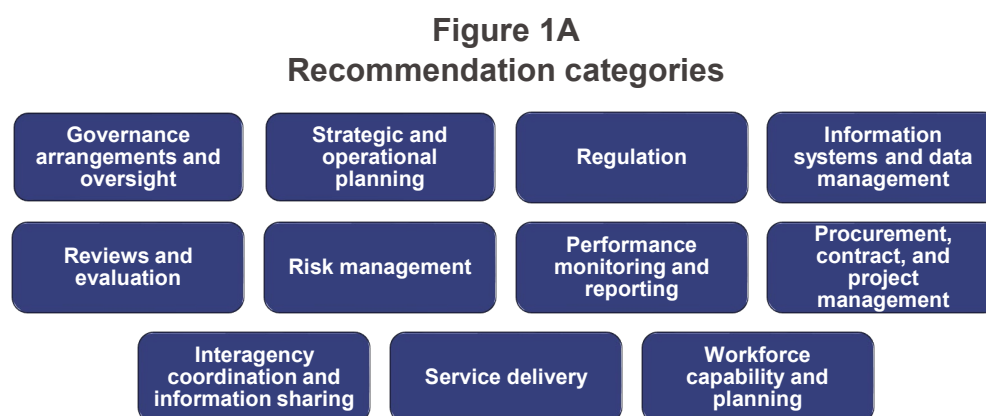 Figure 1A
Recommendation categories
Governance
arrangements and
oversight
Strategic and
operational
planning
Regulation
Information
systems and data
management
Reviews and
evaluation
Risk management
Performance
monitoring and
reporting
Procurement,
contract, and
project
management
Interagency
coordination and
information sharing
Service delivery
Workforce
capability and
planning